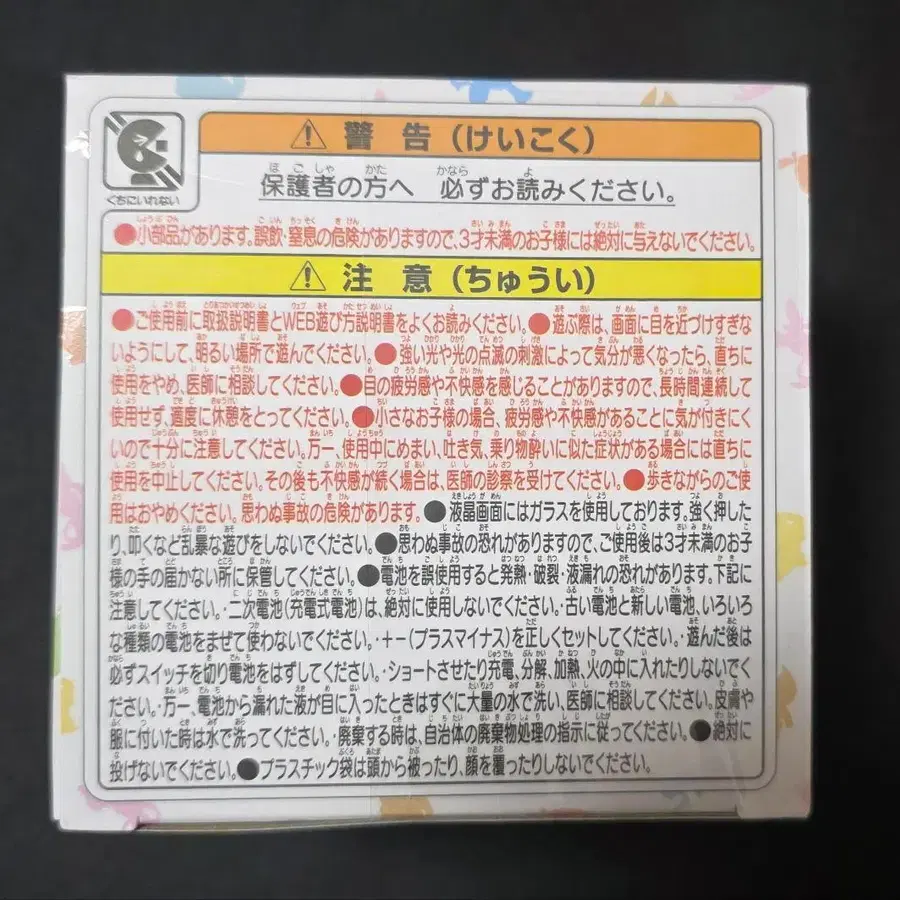 くちにいれない
警告(けいこく)
保護者の方へ 必ずお読みください。
●小部品があります。誤飲・窒息の危険がありますので、3才未満のお子様には絶対に与えないでください。
注意(ちゅうい)
●ご使用前に取扱説明書とWEB遊び方説明書をよくお読みください。●遊ぶ際は、画面に目を近づけすぎな
いようにして、明るい場所で遊んでください。●強い光や光の点滅の刺激によって気分が悪くなったら、直ちに
使用をやめ、医師に相談してください。●目の疲労感や不快感を感じることがありますので、長時間連続して
使用せず、適度に休憩をとってください。●小さなお子様の場合、疲労感や不快感があることに気が付きにく
いので十分に注意してください。万一、使用中にめまい、吐き気、乗り物酔いに似た症状がある場合には直ちに
使用を中止してください。その後も不快感が続く場合は、医師の診察を受けてください。●歩きながらのご使
用はおやめください。思わぬ事故の危険があります。●液晶画面にはガラスを使用しております。強く押した
り、叩くなど乱暴な遊びをしないでください。●思わぬ事故の恐れがありますので、ご使用後は3才未満のお子
様の手の届かない所に保管してください。●電池を誤使用すると発熱・破裂・液漏れの恐れがあります。下記に
注意してください。・二次電池(充電式電池)は、絶対に使用しないでください。・古い電池と新しい電池、いろいろ
な種類の電池をまぜて使わないでください。・+-(プラスマイナス)を正しくセットしてください。・遊んだ後は
必ずスイッチを切り電池をはずしてください。・ショートさせたり充電、分解、加熱、火の中に入れたりしないでく
ださい。・万一、電池から漏れた液が目に入ったときはすぐに大量の水で洗い、医師に相談してください。皮膚や
服に付いた時は水で洗ってください。・廃棄する時は、自治体の廃棄物処理の指示に従ってください。●絶対に
投げないでください。●プラスチック袋は頭から被ったり、顔を覆ったりしないでください。